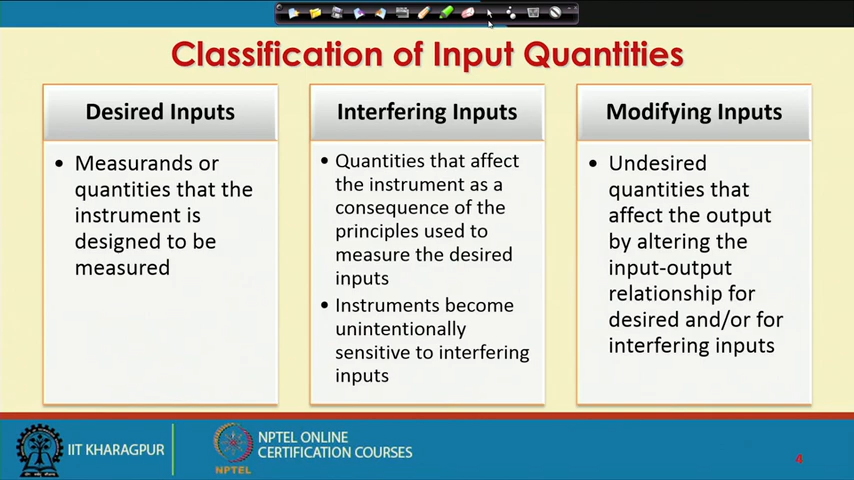 Classification of Input Quantities
Desired Inputs
• Measurands or
quantities that the
instrument is
designed to be
measured
Interfering Inputs
• Quantities that affect
the instrument as a
consequence of the
principles used to
measure the desired
inputs
• Instruments become
unintentionally
sensitive to interfering
inputs
Modifying Inputs
• Undesired
quantities that
affect the output
by altering the
input-output
relationship for
desired and/or for
interfering inputs
IIT KHARAGPUR
NPTEL
NPTEL ONLINE
CERTIFICATION COURSES
4